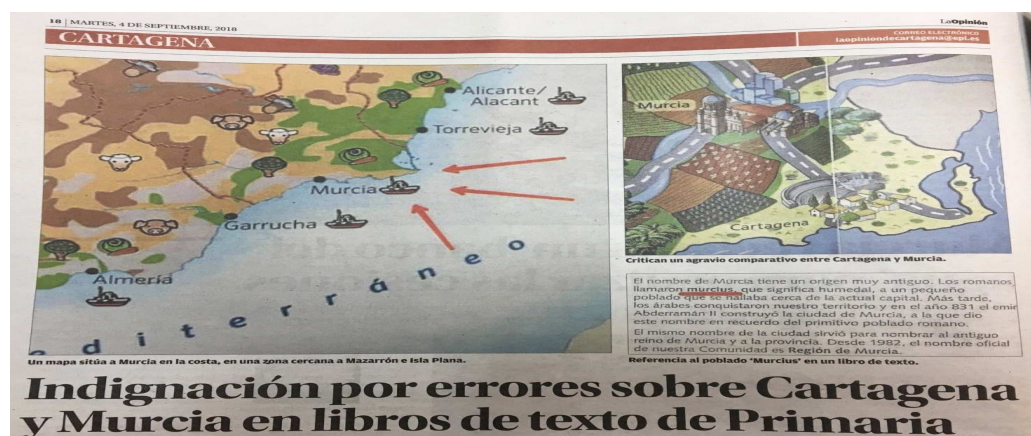 18 | MARTES, 4 DE SEPTIEMBRE, 2018
LaOpinión
CARTAGENA
CORREO ELECTRÓNICO
laopiniondecartagena@epi.es
Alicante/
Alacant
Torrevieja
Murcia
Garrucha
Almería
editerráneo
Un mapa sitúa a Murcia en la costa, en una zona cercana a Mazarrón e Isla Plana.
Murcia
Cartagena
Critican un agravio comparativo entre Cartagena y Murcia.
El nombre de Murcia tiene un origen muy antiguo. Los romanos
llamaron murcius, que significa humedal, a un pequeño
poblado que se hallaba cerca de la actual capital. Más tarde,
los árabes conquistaron nuestro territorio y en el año 831 el emir
Abderramán II construyó la ciudad de Murcia, a la que dio
este nombre en recuerdo del primitivo poblado romano.
El mismo nombre de la ciudad sirvió para nombrar al antiguo
reino de Murcia y a la provincia. Desde 1982, el nombre oficial
de nuestra Comunidad es Región de Murcia.
Referencia al poblado 'Murcius' en un libro de texto.
Indignación por errores sobre Cartagena
y Murcia en libros de texto de Primaria